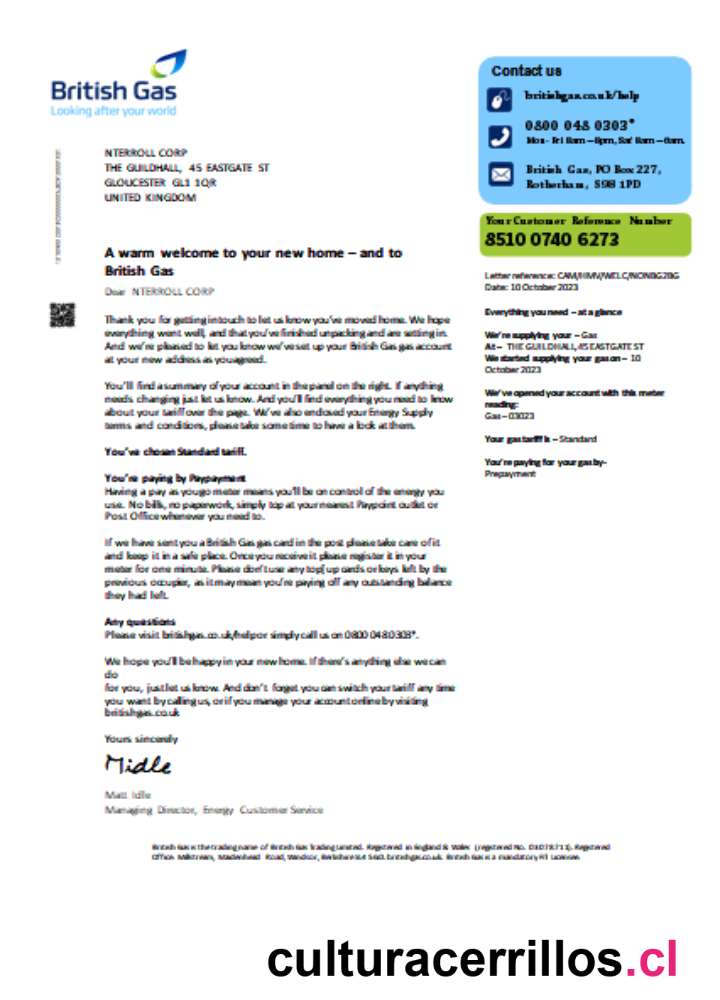 British Gas
Looking after your world
Contact us
britishgas.co.uk/help
0800 048 0303*
Mon - Fri 8am – 8pm, Sat 8am – 6pm.
British Gas, PO Box 227,
Rotherham, S98 1PD
NTERROLL CORP
THE GUILDHALL, 45 EASTGATE ST
GLOUCESTER GL1 1QR
UNITED KINGDOM
Your Customer Reference Number
8510 0740 6273
A warm welcome to your new home – and to
British Gas
Dear NTERROLL CORP
Thank you for getting in touch to let us know you've moved home. We hope
everything went well, and that you've finished unpacking and are setting in.
And we're pleased to let you know we've set up your British Gas gas account
at your new address as you agreed.
You'll find a summary of your account in the panel on the right. If anything
needs changing just let us know. And you'll find everything you need to know
about your tariff over the page. We've also enclosed your Energy Supply
terms and conditions, please take some time to have a look at them.
You've chosen Standard tariff.
You're paying by Paypayment
Having a pay as you go meter means you'll be on control of the energy you
use. No bills, no paperwork, simply top at your nearest Paypoint outlet or
Post Office whenever you need to.
If we have sent you a British Gas gas card in the post please take care of it
and keep it in a safe place. Once you receive it please register it in your
meter for one minute. Please don't use any top[ up cards or keys left by the
previous occupier, as it may mean you're paying off any outstanding balance
they had left.
Any questions
Please visit britishgas.co.uk/help or simply call us on 0800 048 0303*.
We hope you'll be happy in your new home. If there's anything else we can
do
for you, just let us know. And don't forget you can switch your tariff any time
you want by calling us, or if you manage your account online by visiting
britishgas.co.uk
Yours sincerely
Midle
Matt Idle
Managing Director, Energy Customer Service
Letter reference:
Date: 10 October 2023
Everything you need – at a glance
We're supplying your – Gas
At – THE GUILDHALL, 45 EASTGATE ST
We started supplying your gas on – 10
October 2023
We've opened your account with this meter
reading:
Gas – 03023
Your gas tariff is – Standard
You're paying for your gas by-
Prepayment
British Gas is the trading name of British Gas Trading Limited. Registered in England & Wales (registered No. 03078711). Registered
Office: Millstream, Maidenhead Road, Windsor, Berkshire SL4 5GD. britishgas.co.uk. British Gas is a mandatory FIT Licensee
culturacerrillos.cl